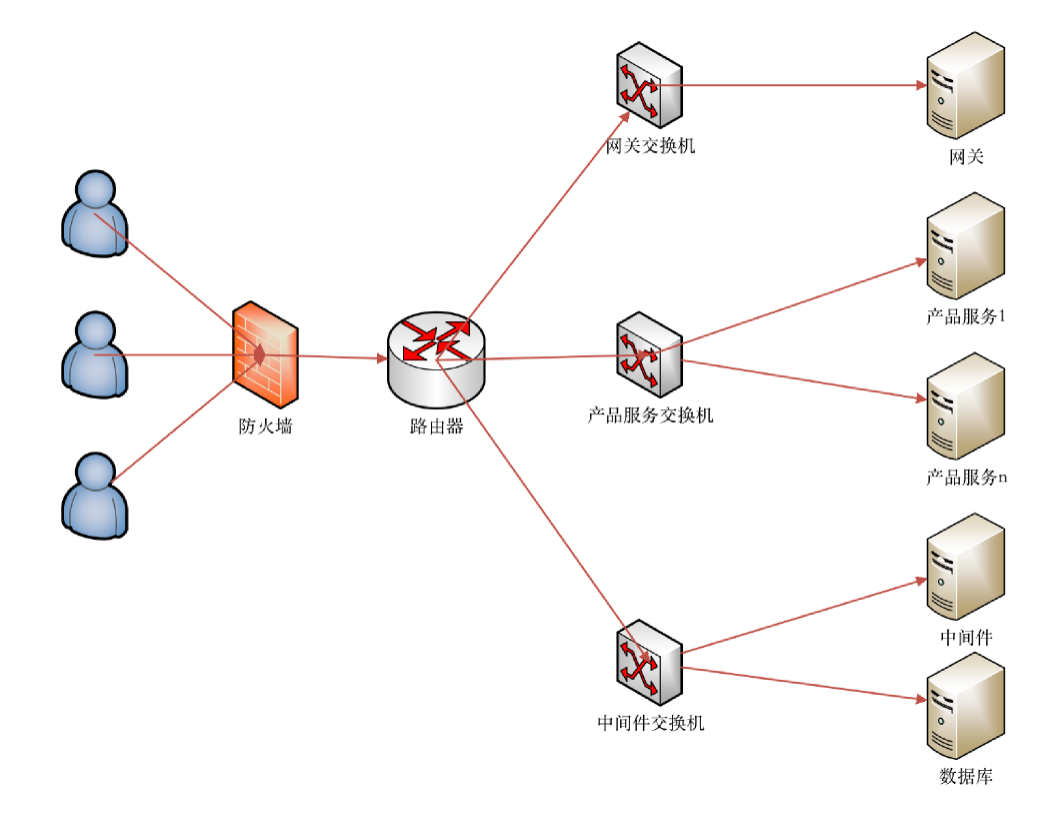 网关交换机
网关
产品服务1
防火墙
路由器
产品服务交换机
产品服务n
中间件
中间件交换机
数据库